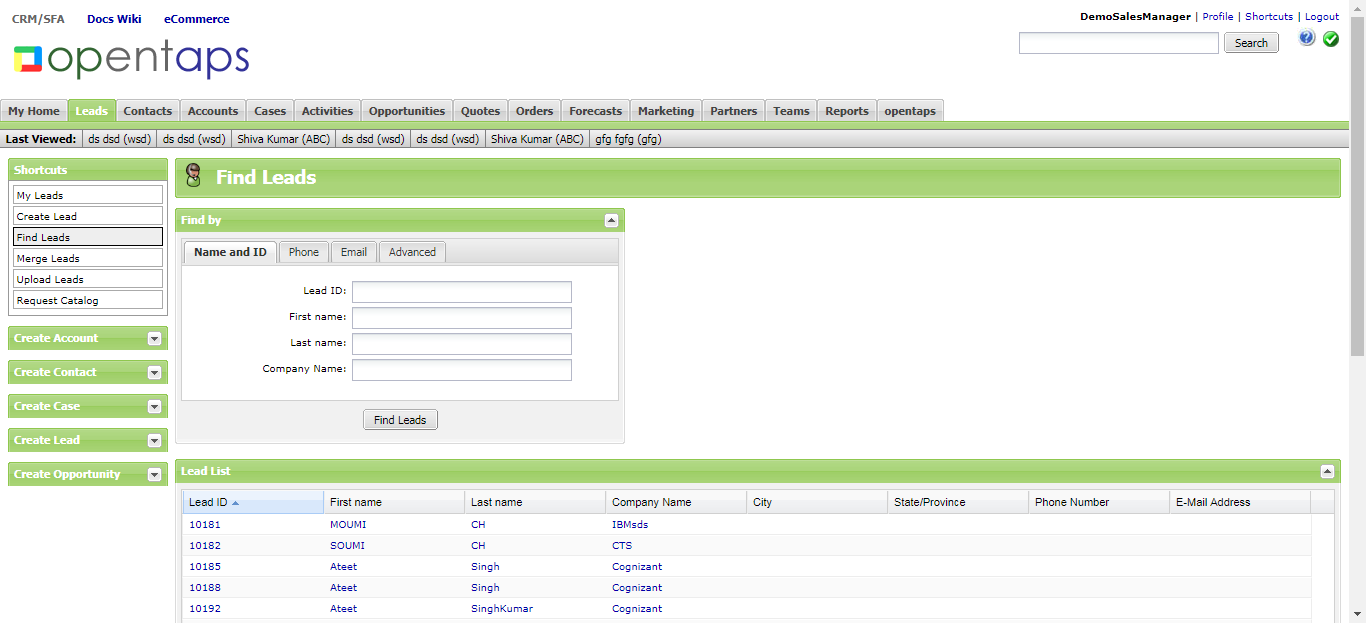 CRM/SFA Docs Wiki eCommerce
DemoSalesManager | Profile | Shortcuts | Logout
opentaps
Search
My Home Leads Contacts Accounts Cases Activities Opportunities Quotes Orders Forecasts Marketing Partners Teams Reports opentaps
Last Viewed: ds dsd (wsd) ds dsd (wsd) Shiva Kumar (ABC) ds dsd (wsd) ds dsd (wsd) Shiva Kumar (ABC) gfg fgfg (gfg)
Shortcuts
My Leads
Create Lead
Find Leads
Merge Leads
Upload Leads
Request Catalog
Create Account
Create Contact
Create Case
Create Lead
Create Opportunity
Find Leads
Find by
Name and ID Phone Email Advanced
Lead ID:
First name:
Last name:
Company Name:
Find Leads
Lead List
Lead ID First name Last name Company Name City State/Province Phone Number E-Mail Address
10181 MOUMI CH IBMsds
10182 SOUMI CH CTS
10185 Ateet Singh Cognizant
10188 Ateet Singh Cognizant
10192 Ateet SinghKumar Cognizant